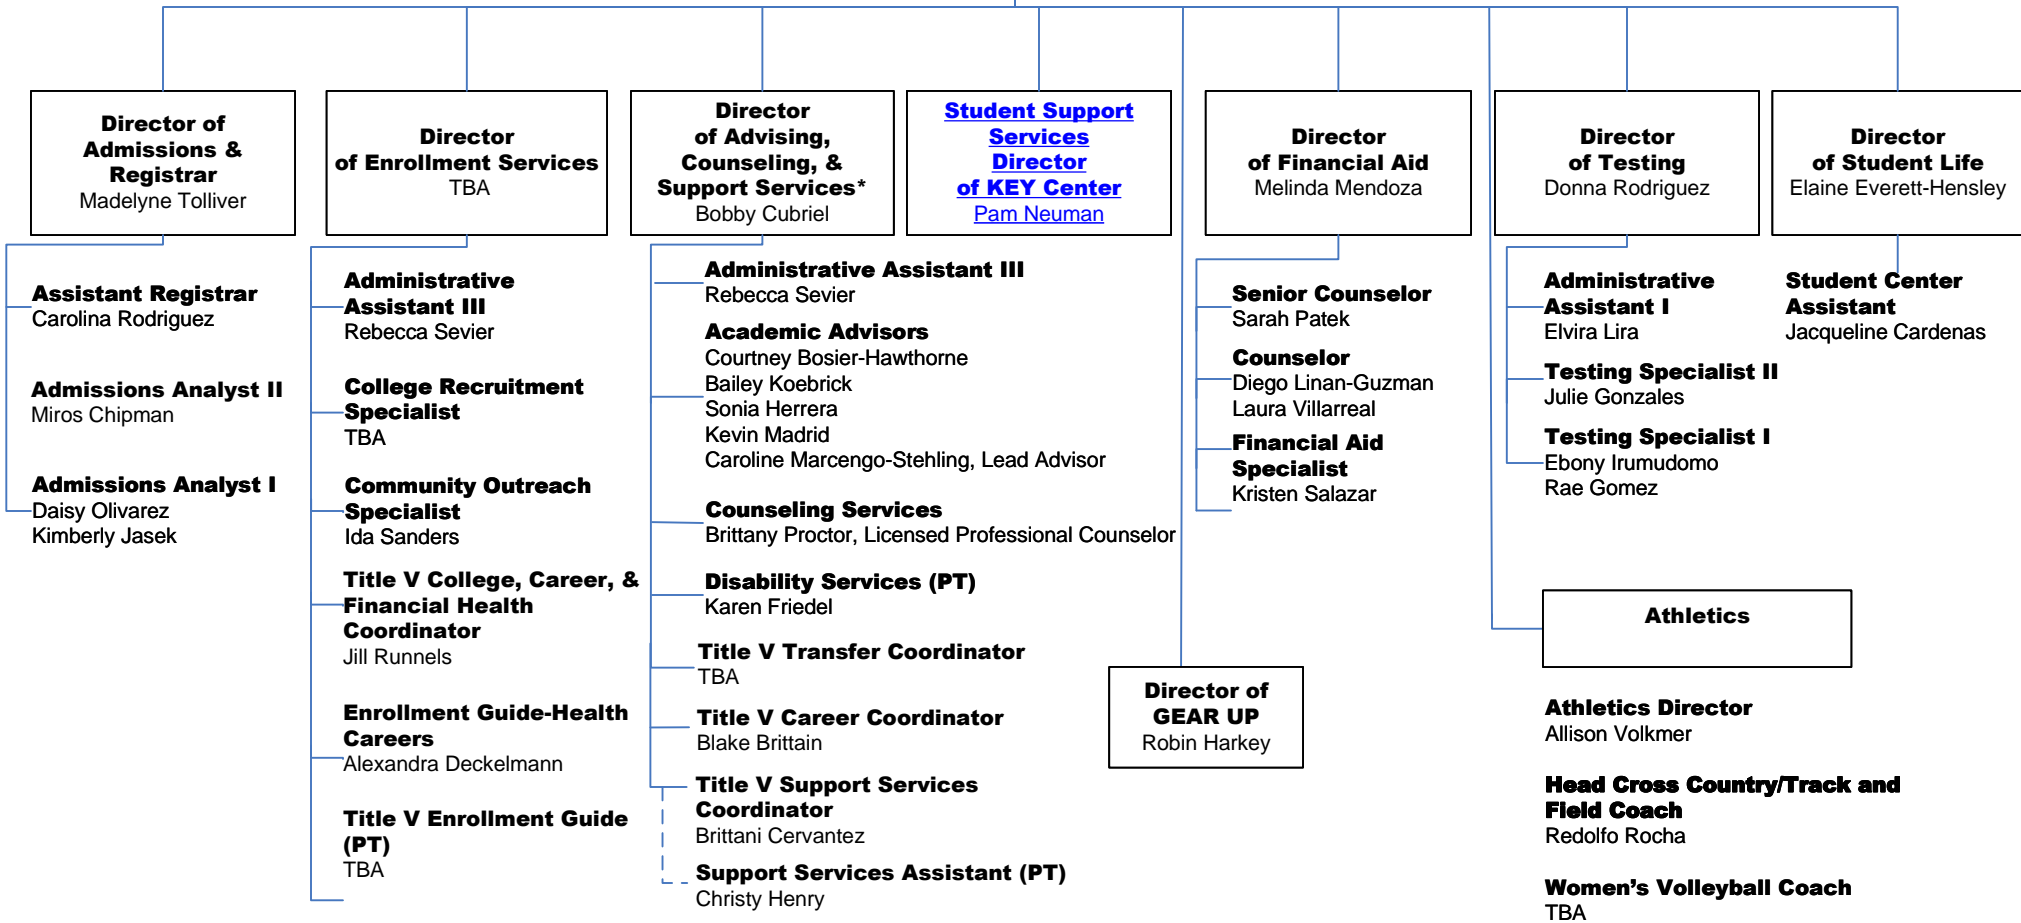 Director of
Admissions &
Registrar
Madelyne Tolliver
Assistant Registrar
Carolina Rodriguez
Admissions Analyst II
Miros Chipman
Admissions Analyst I
Daisy Olivarez
Kimberly Jasek
Director
of Enrollment Services
TBA
Administrative
Assistant III
Rebecca Sevier
College Recruitment
Specialist
TBA
Community Outreach
Specialist
Ida Sanders
Title V College, Career, &
Financial Health
Coordinator
Jill Runnels
Enrollment Guide-Health
Careers
Alexandra Deckelmann
Title V Enrollment Guide
(PT)
TBA
Director
of Advising,
Counseling, &
Support Services*
Bobby Cubriel
Administrative Assistant III
Rebecca Sevier
Academic Advisors
Courtney Bosier-Hawthorne
Bailey Koebrick
Sonia Herrera
Kevin Madrid
Caroline Marcengo-Stehling, Lead Advisor
Counseling Services
Brittany Proctor, Licensed Professional Counselor
Disability Services (PT)
Karen Friedel
Title V Transfer Coordinator
TBA
Title V Career Coordinator
Blake Brittain
Title V Support Services
Coordinator
Brittani Cervantez
Support Services Assistant (PT)
Christy Henry
Student Support
Services
Director
of KEY Center
Pam Neuman
Director of
GEAR UP
Robin Harkey
Director
of Financial Aid
Melinda Mendoza
Senior Counselor
Sarah Patek
Counselor
Diego Linan-Guzman
Laura Villarreal
Financial Aid
Specialist
Kristen Salazar
Director
of Testing
Donna Rodriguez
Administrative
Assistant I
Elvira Lira
Testing Specialist II
Julie Gonzales
Testing Specialist I
Ebony Irumudomo
Rae Gomez
Director
of Student Life
Elaine Everett-Hensley
Student Center
Assistant
Jacqueline Cardenas
Athletics
Athletics Director
Allison Volkmer
Head Cross Country/Track and
Field Coach
Redolfo Rocha
Women's Volleyball Coach
TBA